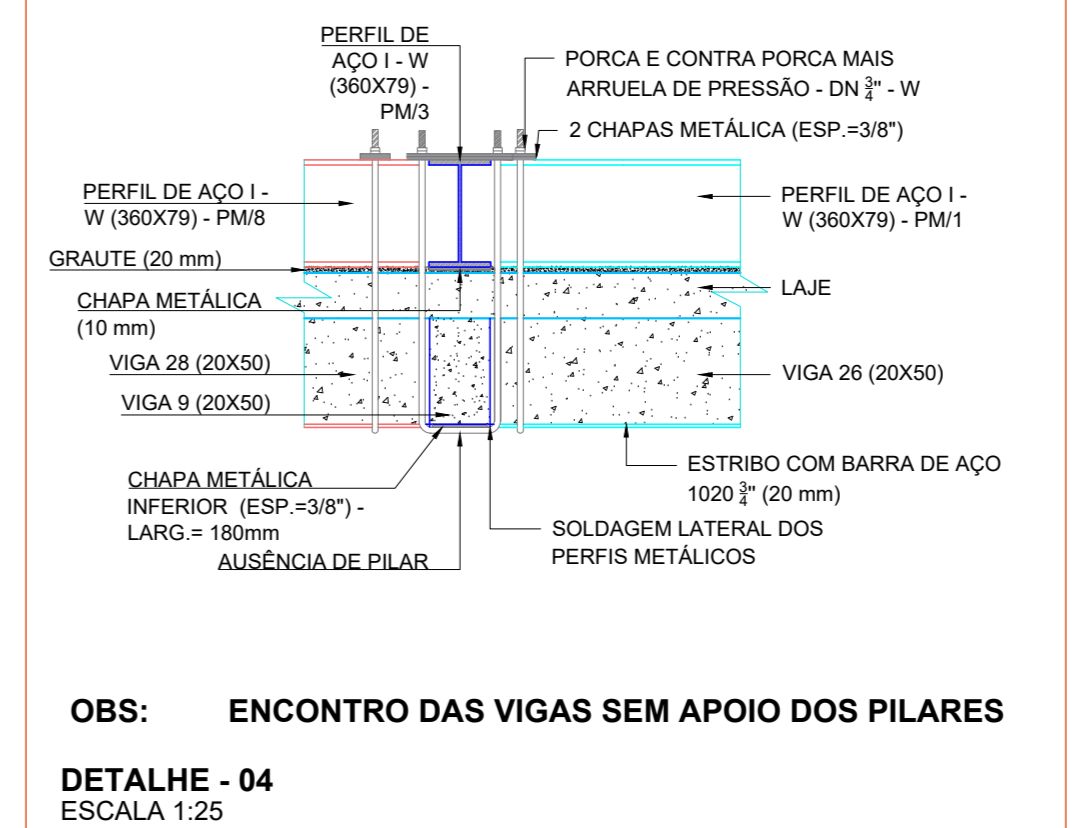 PERFIL DE
AÇO I - W
(360X79) -
PM/3
PORCA E CONTRA PORCA MAIS
ARRUELA DE PRESSÃO - DN 3/4" - W
2 CHAPAS METÁLICA (ESP.=3/8")
PERFIL DE AÇO I -
W (360X79) - PM/8
PERFIL DE AÇO I -
W (360X79) - PM/1
GRAUTE (20 mm)
LAJE
CHAPA METÁLICA
(10 mm)
VIGA 28 (20X50)
VIGA 26 (20X50)
VIGA 9 (20X50)
ESTRIBO COM BARRA DE AÇO
1020 3/4" (20 mm)
CHAPA METÁLICA
INFERIOR (ESP.=3/8") -
LARG.= 180mm
SOLDAGEM LATERAL DOS
PERFIS METÁLICOS
AUSÊNCIA DE PILAR
OBS: ENCONTRO DAS VIGAS SEM APOIO DOS PILARES
DETALHE - 04
ESCALA 1:25